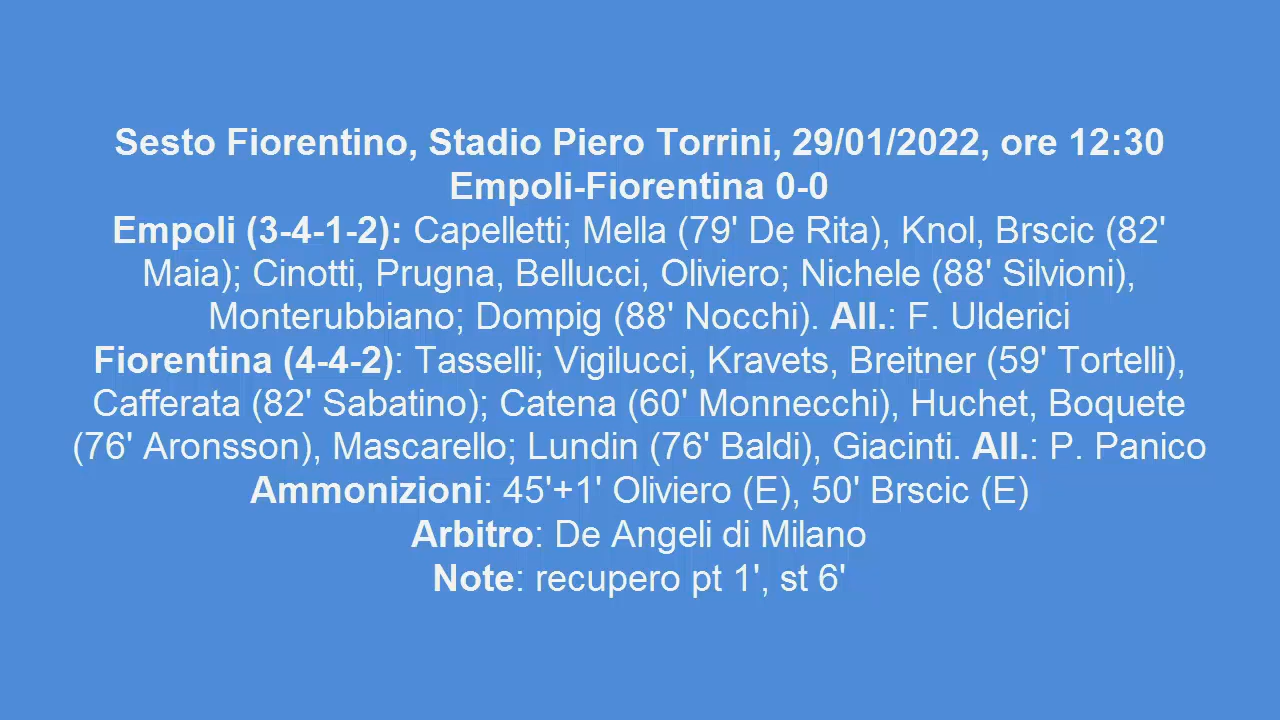 Sesto Fiorentino, Stadio Piero Torrini, 29/01/2022, ore 12:30
Empoli-Fiorentina 0-0
Empoli (3-4-1-2): Capelletti; Mella (79' De Rita), Knol, Brscic (82'
Maia); Cinotti, Prugna, Bellucci, Oliviero; Nichele (88' Silvioni),
Monterubbiano; Dompig (88' Nocchi). All.: F. Ulderici
Fiorentina (4-4-2): Tasselli; Vigilucci, Kravets, Breitner (59' Tortelli),
Cafferata (82' Sabatino); Catena (60' Monnecchi), Huchet, Boquete
(76' Aronsson), Mascarello; Lundin (76' Baldi), Giacinti. All.: P. Panico
Ammonizioni: 45'+1' Oliviero (E), 50' Brscic (E)
Arbitro: De Angeli di Milano
Note: recupero pt 1', st 6'